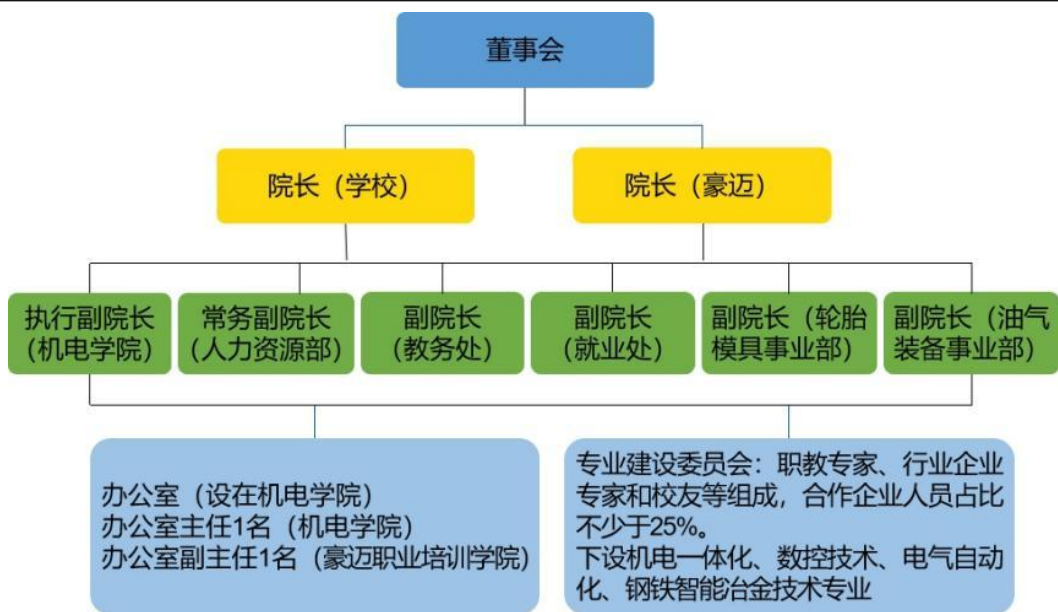 董事会
院长（学校）
院长（豪迈）
执行副院长
（机电学院）
常务副院长
（人力资源部）
副院长
（教务处）
副院长
（就业处）
副院长（轮胎
模具事业部）
副院长（油气
装备事业部）
办公室（设在机电学院）
办公室主任1名（机电学院）
办公室副主任1名（豪迈职业培训学院）
专业建设委员会：职教专家、行业企业
专家和校友等组成，合作企业人员占比
不少于25%。
下设机电一体化、数控技术、电气自动
化、钢铁智能冶金技术专业